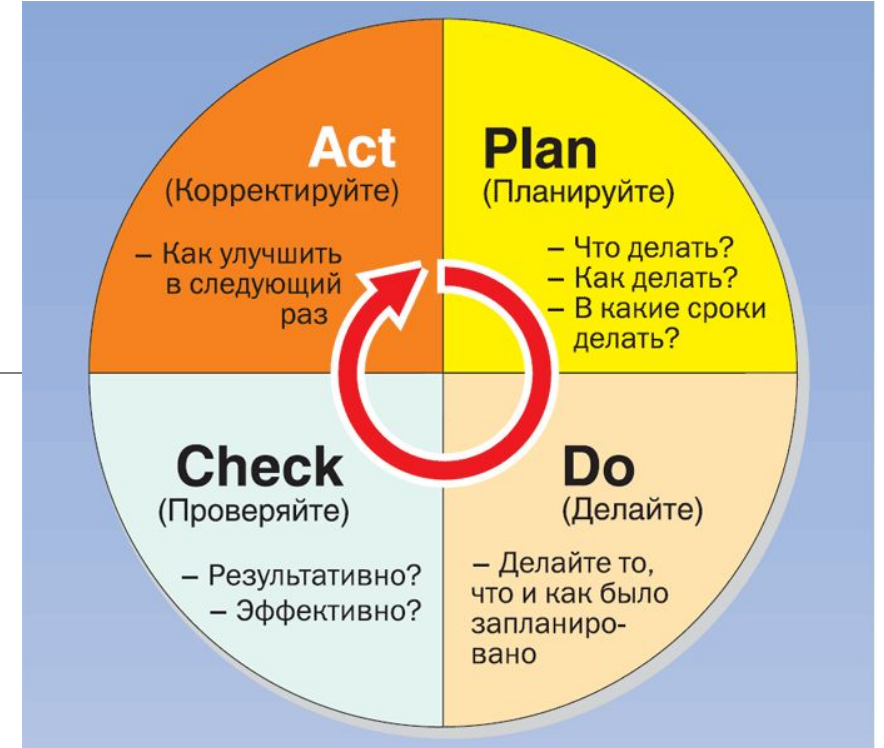 Act
(Корректируйте)
– Как улучшить
в следующий
раз
Plan
(Планируйте)
– Что делать?
– Как делать?
– В какие сроки
делать?
Check
(Проверяйте)
– Результативно?
– Эффективно?
Do
(Делайте)
– Делайте то,
что и как было
запланиро-
вано